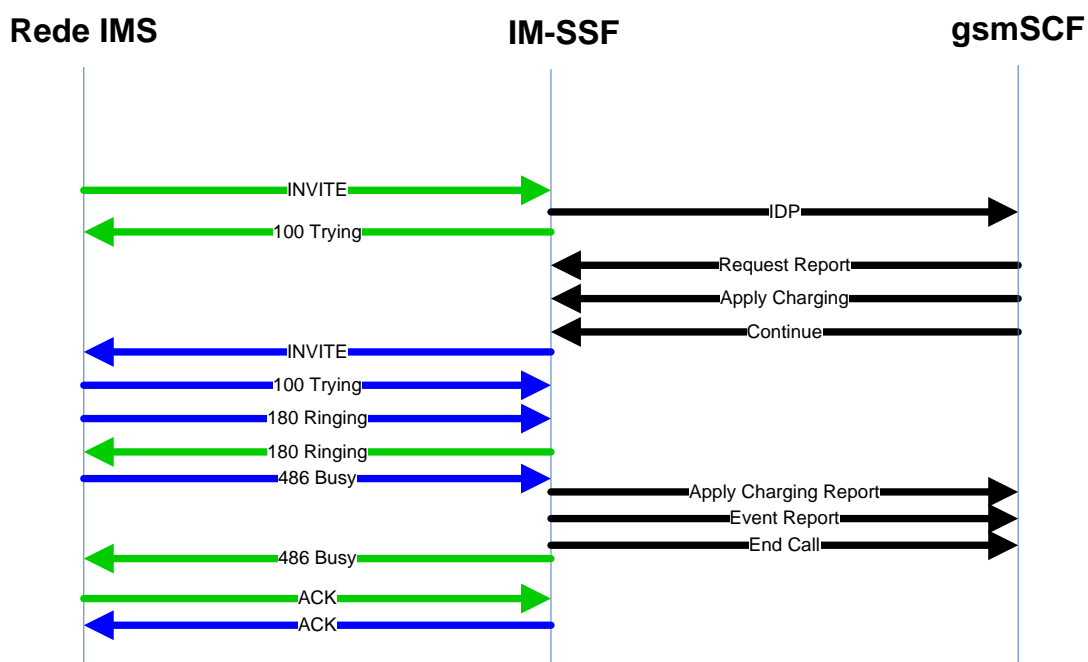 Rede IMS
IM-SSF
gsmSCF
INVITE
IDP
100 Trying
Request Report
Apply Charging
Continue
INVITE
100 Trying
180 Ringing
180 Ringing
486 Busy
Apply Charging Report
Event Report
End Call
486 Busy
ACK
ACK